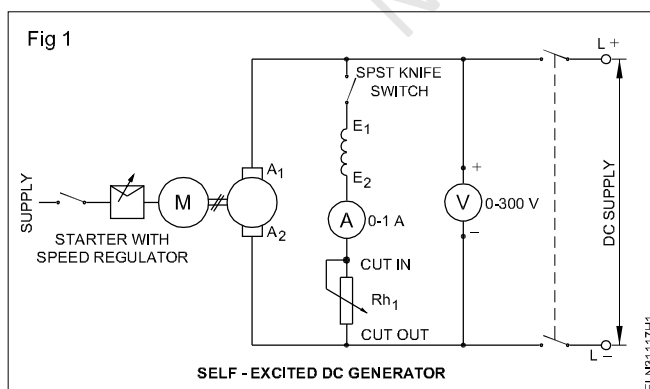 Fig 1
L +
SPST KNIFE
SWITCH
E1
E2
A1
A2
M
SUPPLY
STARTER WITH
SPEED REGULATOR
A
0-1 A
CUT IN
Rh1
CUT OUT
+
V
0-300 V
–
DC SUPPLY
L –
SELF - EXCITED DC GENERATOR